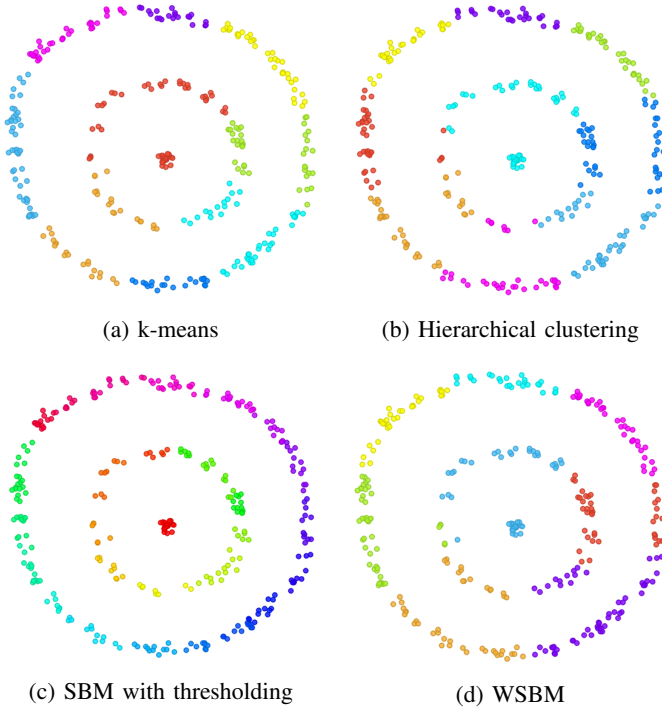 (a) k-means
(b) Hierarchical clustering
(c) SBM with thresholding
(d) WSBM